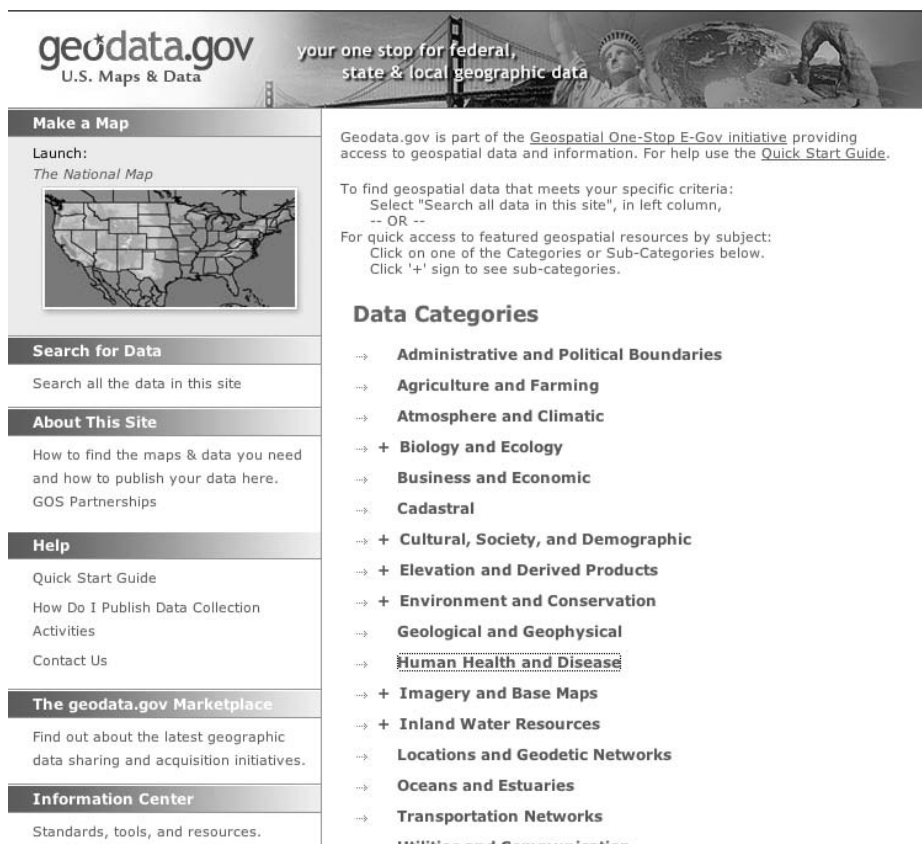 geodata.gov
U.S. Maps & Data
your one stop for federal,
state & local geographic data
Make a Map
Launch:
The National Map
Search for Data
Search all the data in this site
About This Site
How to find the maps & data you need
and how to publish your data here.
GOS Partnerships
Help
Quick Start Guide
How Do I Publish Data Collection
Activities
Contact Us
The geodata.gov Marketplace
Find out about the latest geographic
data sharing and acquisition initiatives.
Information Center
Standards, tools, and resources.
Geodata.gov is part of the Geospatial One-Stop E-Gov initiative providing
access to geospatial data and information. For help use the Quick Start Guide.
To find geospatial data that meets your specific criteria:
Select "Search all data in this site", in left column,
-- OR --
For quick access to featured geospatial resources by subject:
Click on one of the Categories or Sub-Categories below.
Click '+' sign to see sub-categories.
Data Categories
Administrative and Political Boundaries
Agriculture and Farming
Atmosphere and Climatic
+ Biology and Ecology
Business and Economic
Cadastral
+ Cultural, Society, and Demographic
+ Elevation and Derived Products
+ Environment and Conservation
Geological and Geophysical
Human Health and Disease
+ Imagery and Base Maps
+ Inland Water Resources
Locations and Geodetic Networks
Oceans and Estuaries
Transportation Networks